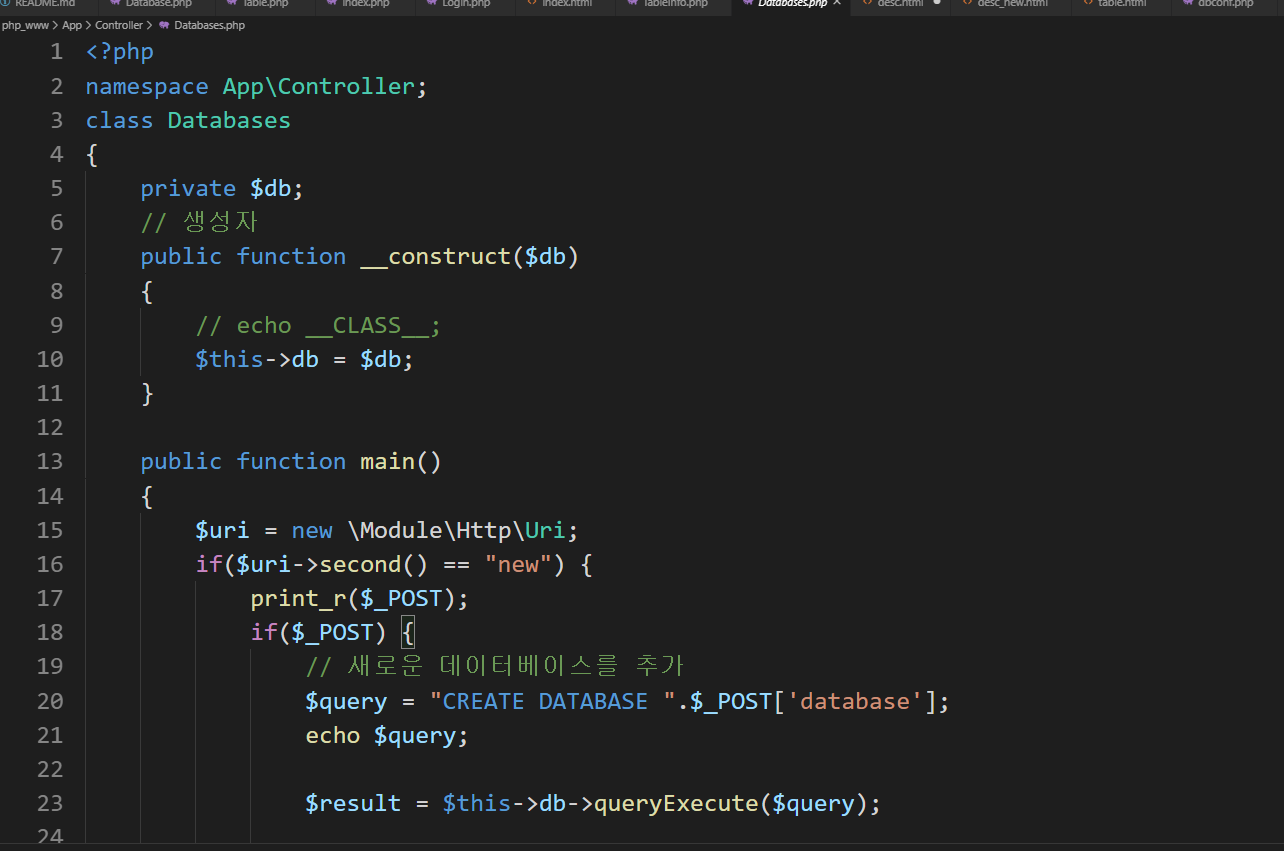 README.md Database.php Table.php index.php Login.php index.html TableInfo.php Databases.php × desc.html ● desc_new.html table.html dbconf.php
php_www > App > Controller > Databases.php
1 <?php
2 namespace App\Controller;
3 class Databases
4 {
5 private $db;
6 // 생성자
7 public function __construct($db)
8 {
9 // echo __CLASS__;
10 $this->db = $db;
11 }
12
13 public function main()
14 {
15 $uri = new \Module\Http\Uri;
16 if($uri->second() == "new") {
17 print_r($_POST);
18 if($_POST) {
19 // 새로운 데이터베이스를 추가
20 $query = "CREATE DATABASE ".$_POST['database'];
21 echo $query;
22
23 $result = $this->db->queryExecute($query);
24